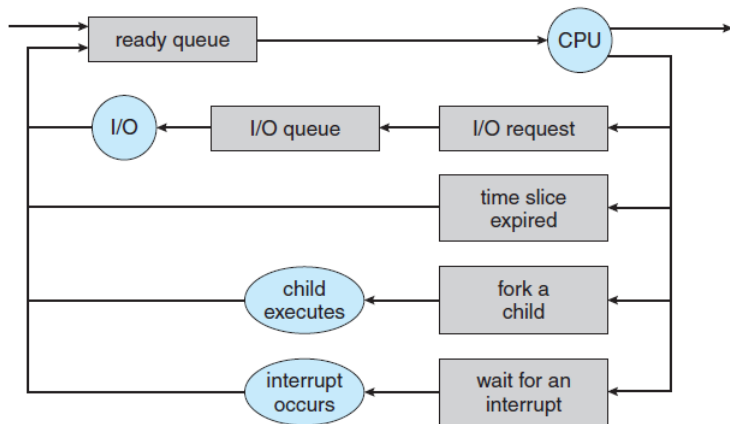 ready queue
CPU
I/O
I/O queue
I/O request
time slice
expired
child
executes
fork a
child
interrupt
occurs
wait for an
interrupt